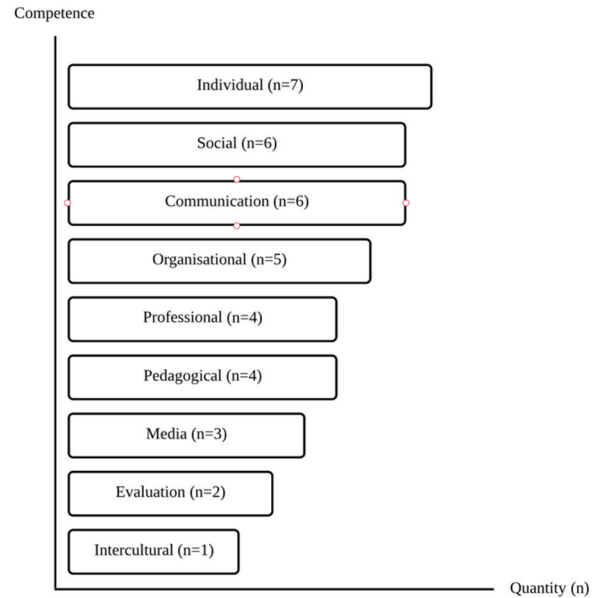 Competence
Individual (n=7)
Social (n=6)
Communication (n=6)
Organisational (n=5)
Professional (n=4)
Pedagogical (n=4)
Media (n=3)
Evaluation (n=2)
Intercultural (n=1)
Quantity (n)